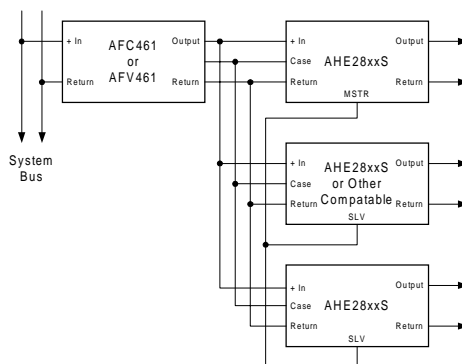 + In
AFC461
or
AFV461
Output
Return
Return
System
Bus
+ In
Case
Return
AHE28xxS
MSTR
Output
Return
+ In
Case
Return
AHE28xxS
or Other
Compatable
SLV
Output
Return
+ In
Case
Return
AHE28xxS
SLV
Output
Return